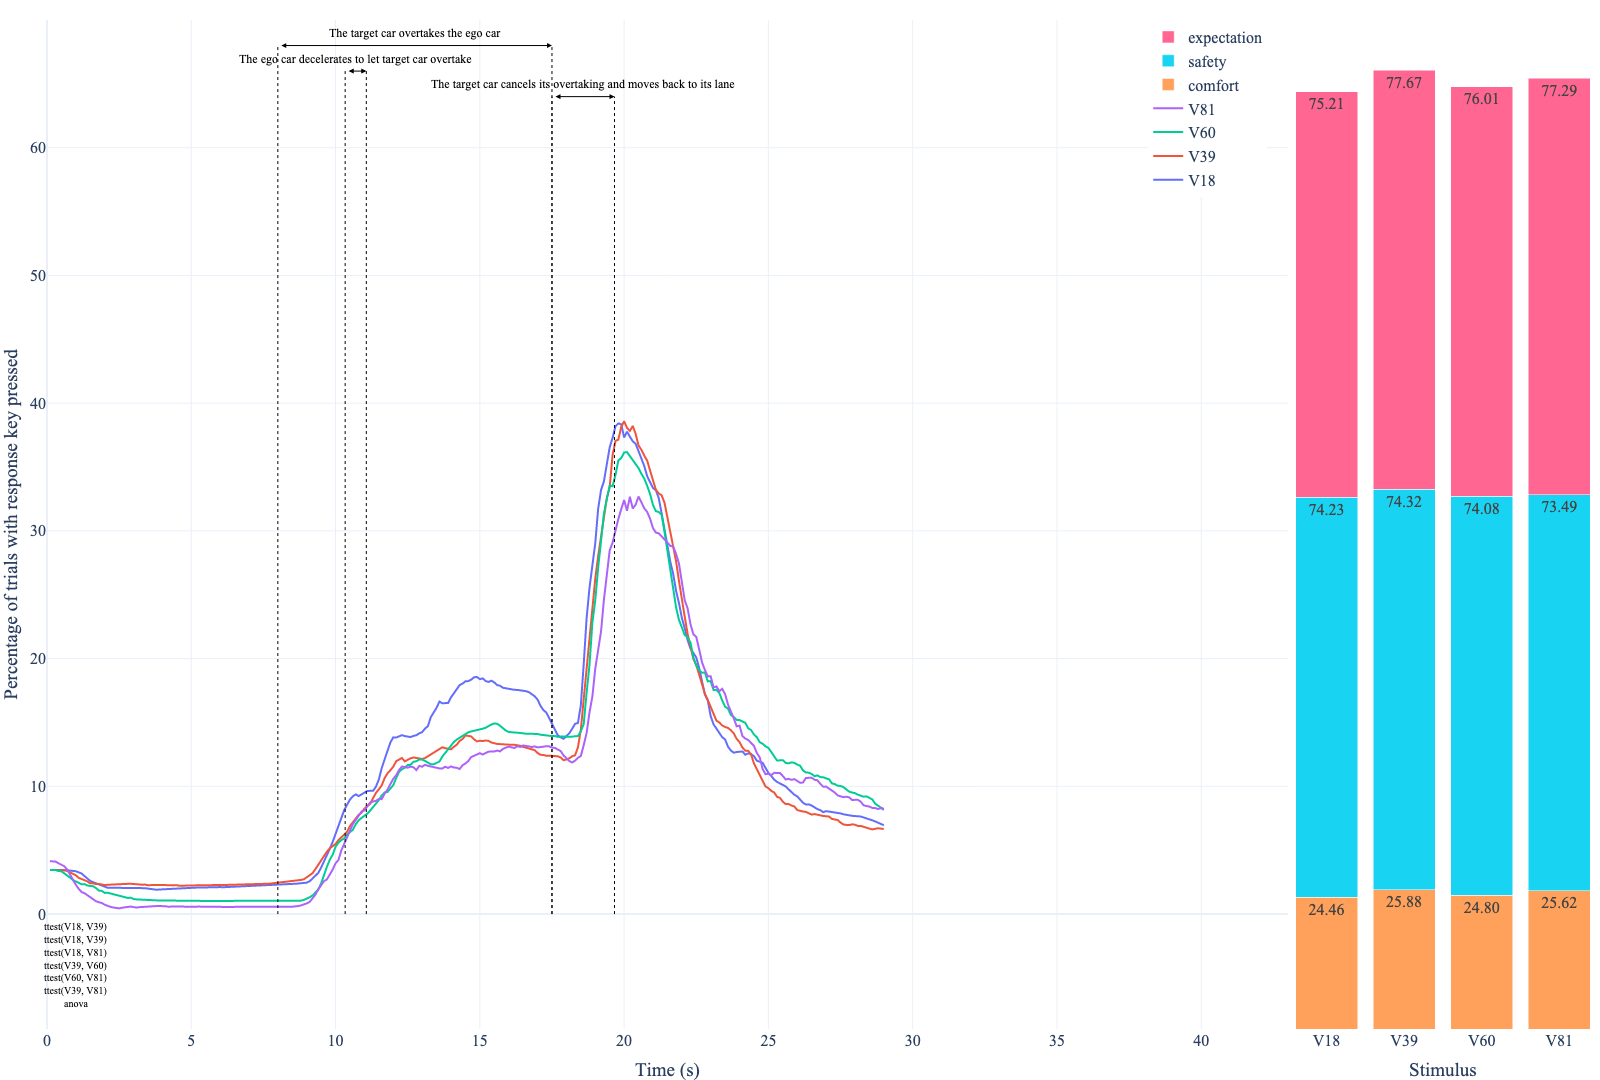 The target car overtakes the ego car
The ego car decelerates to let target car overtake
The target car cancels its overtaking and moves back to its lane
expectation
safety
comfort
V81
V60
V39
V18
Percentage of trials with response key pressed
60
50
40
30
20
10
0
ttest(V18, V39)
ttest(V18, V39)
ttest(V18, V81)
ttest(V39, V60)
ttest(V60, V81)
ttest(V39, V81)
anova
0 5 10 15 20 25 30 35 40
Time (s)
75.21 77.67 76.01 77.29
74.23 74.32 74.08 73.49
24.46 25.88 24.80 25.62
V18 V39 V60 V81
Stimulus